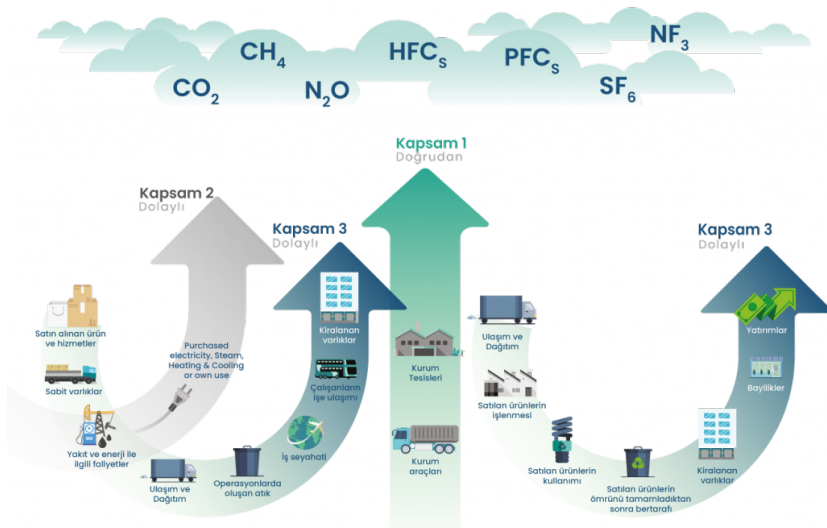 CH₄
HFCₛ
PFCₛ
NF₃
CO₂
N₂O
SF₆
Kapsam 1
Doğrudan
Kapsam 2
Dolaylı
Kapsam 3
Dolaylı
Kapsam 3
Dolaylı
Satın alınan ürün
ve hizmetler
Sabit varlıklar
Yakıt ve enerji ile
ilgili faliyetler
Purchased
electricity, Steam,
Heating & Cooling
or own use
Ulaşım ve
Dağıtım
Operasyonlarda
oluşan atık
İş seyahati
Çalışanların
işe ulaşımı
Kiralanan
varlıklar
Kurum
Tesisleri
Kurum
araçları
Ulaşım ve
Dağıtım
Satılan ürünlerin
işlenmesi
Satılan ürünlerin
kullanımı
Satılan ürünlerin
ömrünü tamamladıktan
sonra bertarafı
Kiralanan
varlıklar
Bayilikler
Yatırımlar